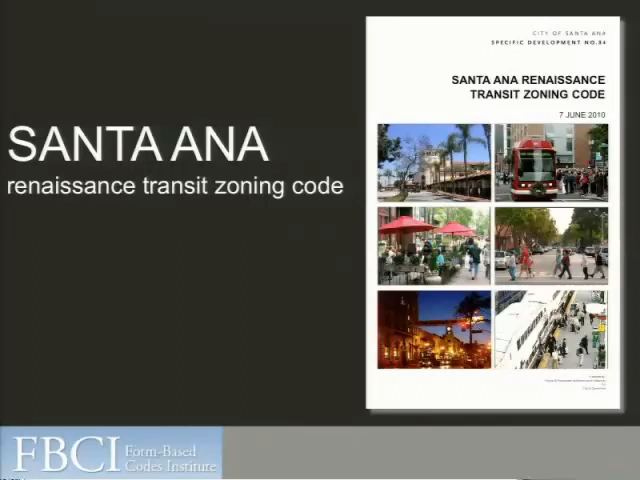 CITY OF SANTA ANA
SPECIFIC DEVELOPMENT NO.84
SANTA ANA RENAISSANCE
TRANSIT ZONING CODE
7 JUNE 2010
SANTA ANA
renaissance transit zoning code
FBCI Form-Based
Codes Institute